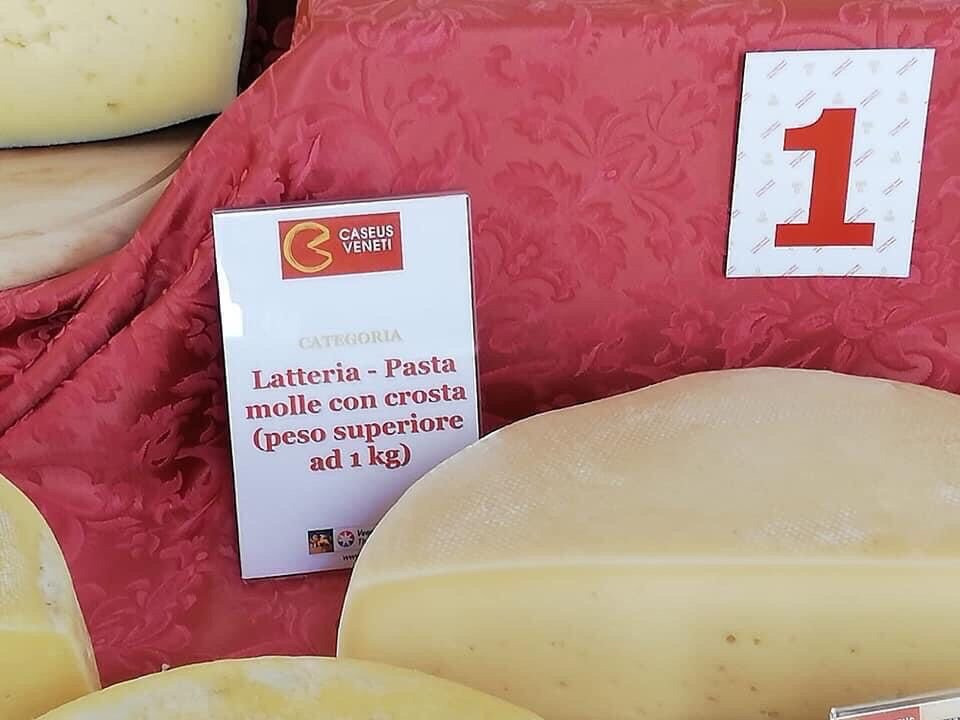 1
CASEUS
VENETI
CATEGORIA
Latteria - Pasta
molle con crosta
(peso superiore
ad 1 kg)